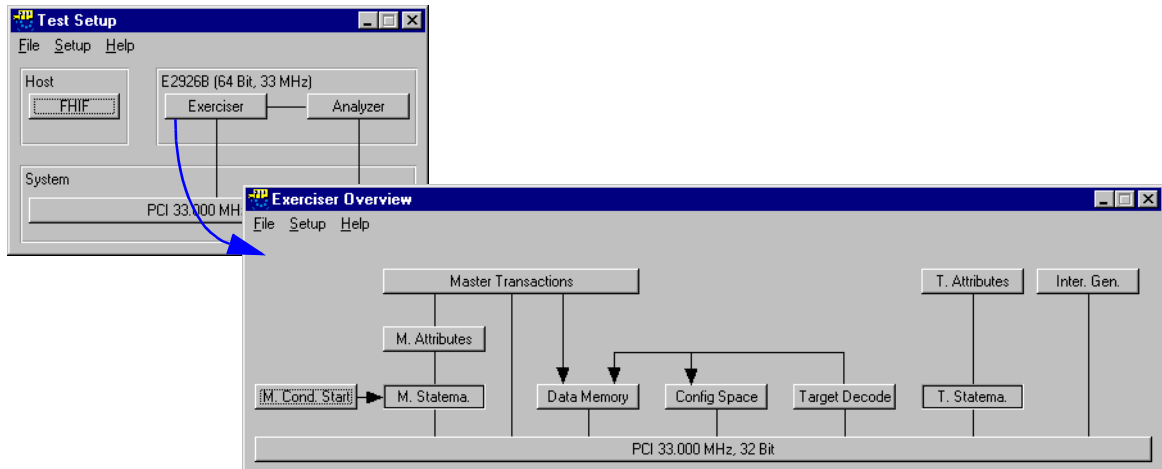 Test Setup
File Setup Help
Host
FHIF
E2926B (64 Bit, 33 MHz)
Exerciser
Analyzer
System
PCI 33.000 MH
Exerciser Overview
File Setup Help
Master Transactions
T. Attributes
Inter. Gen.
M. Attributes
M. Cond. Start
M. Statema.
Data Memory
Config Space
Target Decode
T. Statema.
PCI 33.000 MHz, 32 Bit